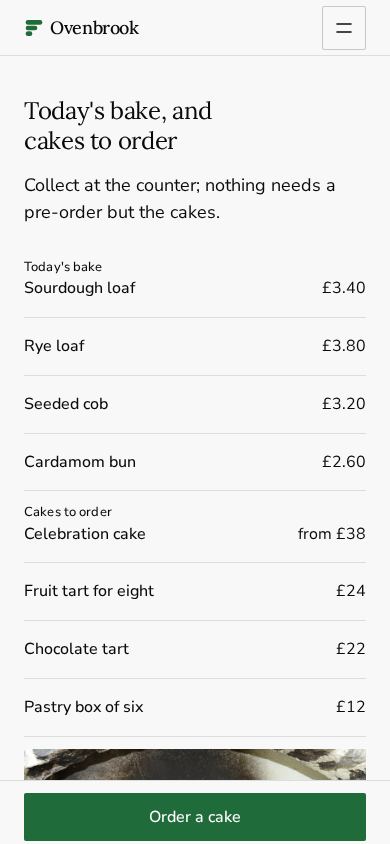 Ovenbrook
Today's bake, and
cakes to order
Collect at the counter; nothing needs a
pre-order but the cakes.
Today's bake
Sourdough loaf £3.40
Rye loaf £3.80
Seeded cob £3.20
Cardamom bun £2.60
Cakes to order
Celebration cake from £38
Fruit tart for eight £24
Chocolate tart £22
Pastry box of six £12
Order a cake